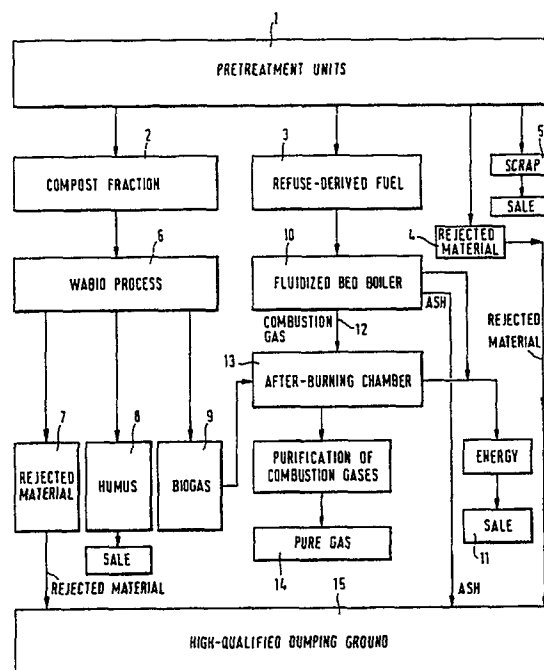 1
PRETREATMENT UNITS
2
COMPOST FRACTION
3
REFUSE-DERIVED FUEL
5
SCRAP
SALE
4
REJECTED
MATERIAL
6
WABIO PROCESS
10
FLUIDIZED BED BOILER
ASH
COMBUSTION
GAS
12
REJECTED
MATERIAL
13
AFTER-BURNING CHAMBER
7
REJECTED
MATERIAL
8
HUMUS
9
BIOGAS
PURIFICATION OF
COMBUSTION GASES
ENERGY
SALE
REJECTED MATERIAL
PURE GAS
14
SALE
11
15
ASH
HIGH-QUALIFIED DUMPING GROUND